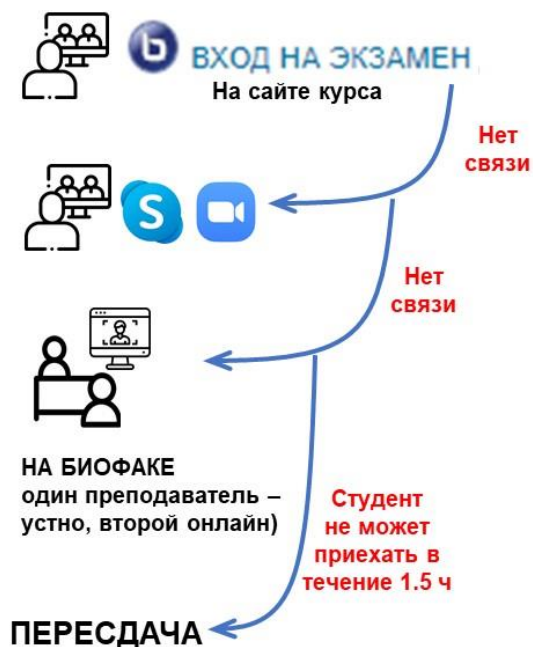 ВХОД НА ЭКЗАМЕН
На сайте курса
Нет
связи
Нет
связи
НА БИОФАКЕ
один преподаватель –
устно, второй онлайн)
Студент
не может
приехать в
течение 1.5 ч
ПЕРЕСДАЧА